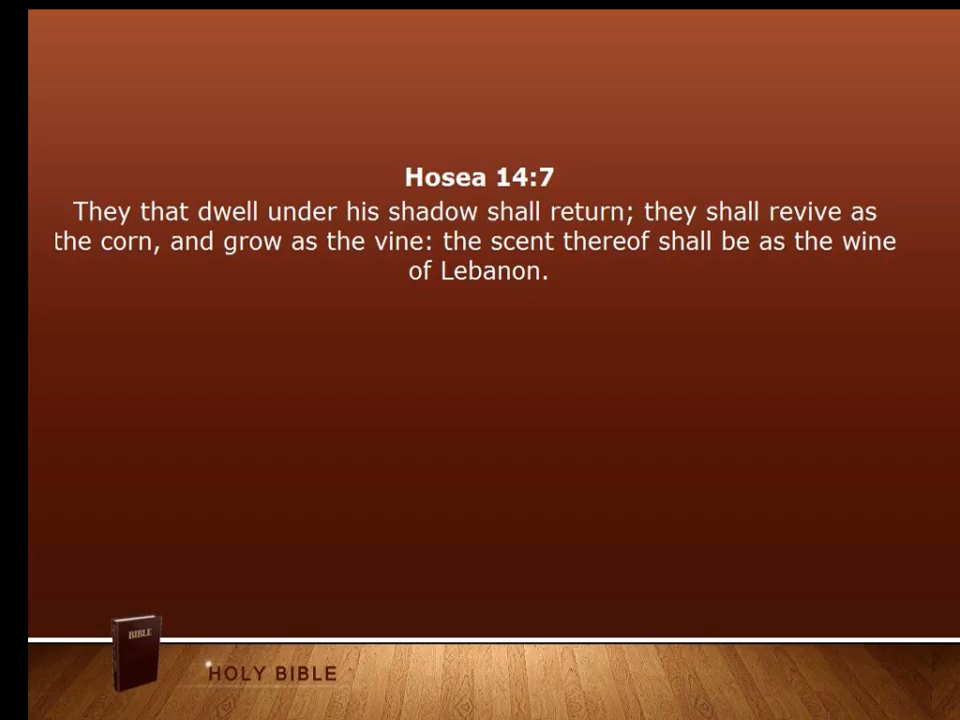 Hosea 14:7
They that dwell under his shadow shall return; they shall revive as
the corn, and grow as the vine: the scent thereof shall be as the wine
of Lebanon.
BIBLE
HOLY BIBLE